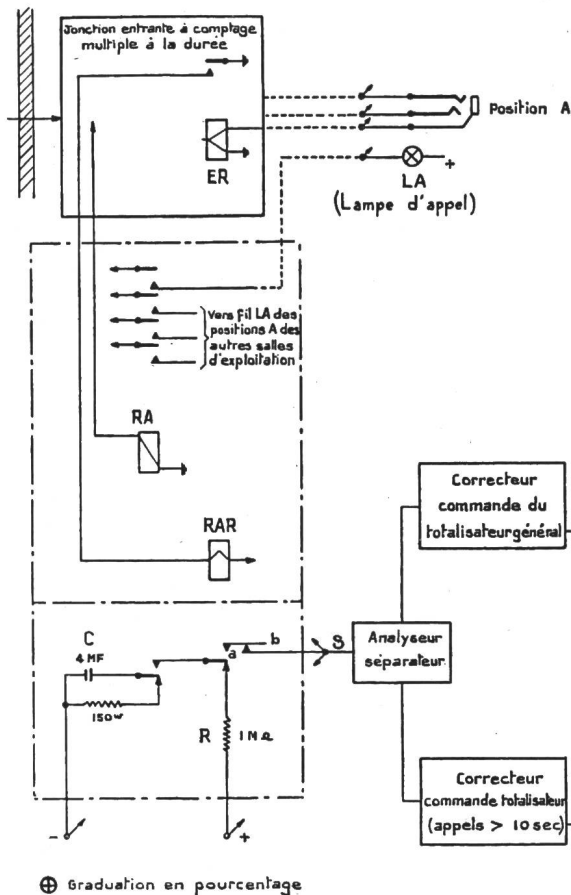 Jonction entrante à comptage
multiple à la durée
ER
Position A
LA
+
(Lampe d'appel)
Vers fil LA des
positions A des
autres salles
d'exploitation
RA
RAR
Correcteur
commande du
totalisateur général
C
4 MF
150 ω
a
b
R
1 MΩ
S
Analyseur
séparateur
Correcteur
commande totalisateur
(appels > 10 sec)
-
+
⊕ Graduation en pourcentage